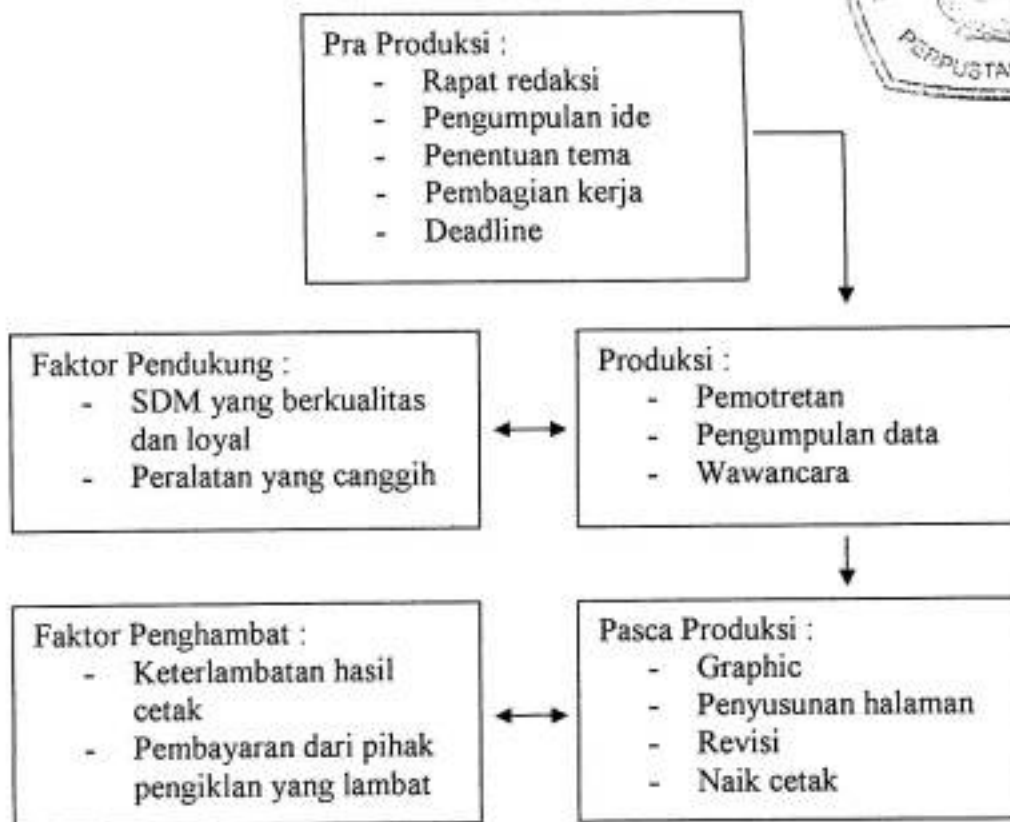 PERPUSTA
Pra Produksi :
- Rapat redaksi
- Pengumpulan ide
- Penentuan tema
- Pembagian kerja
- Deadline
Faktor Pendukung :
- SDM yang berkualitas
dan loyal
- Peralatan yang canggih
Produksi :
- Pemotretan
- Pengumpulan data
- Wawancara
Faktor Penghambat :
- Keterlambatan hasil
cetak
- Pembayaran dari pihak
pengiklan yang lambat
Pasca Produksi :
- Graphic
- Penyusunan halaman
- Revisi
- Naik cetak